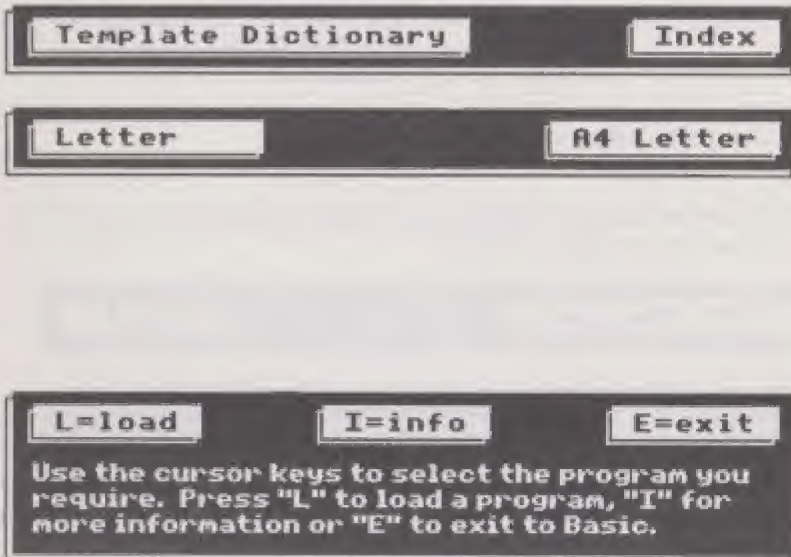 Template Dictionary Index
Letter A4 Letter
L=load I=info E=exit
Use the cursor keys to select the program you
require. Press "L" to load a program, "I" for
more information or "E" to exit to Basic.